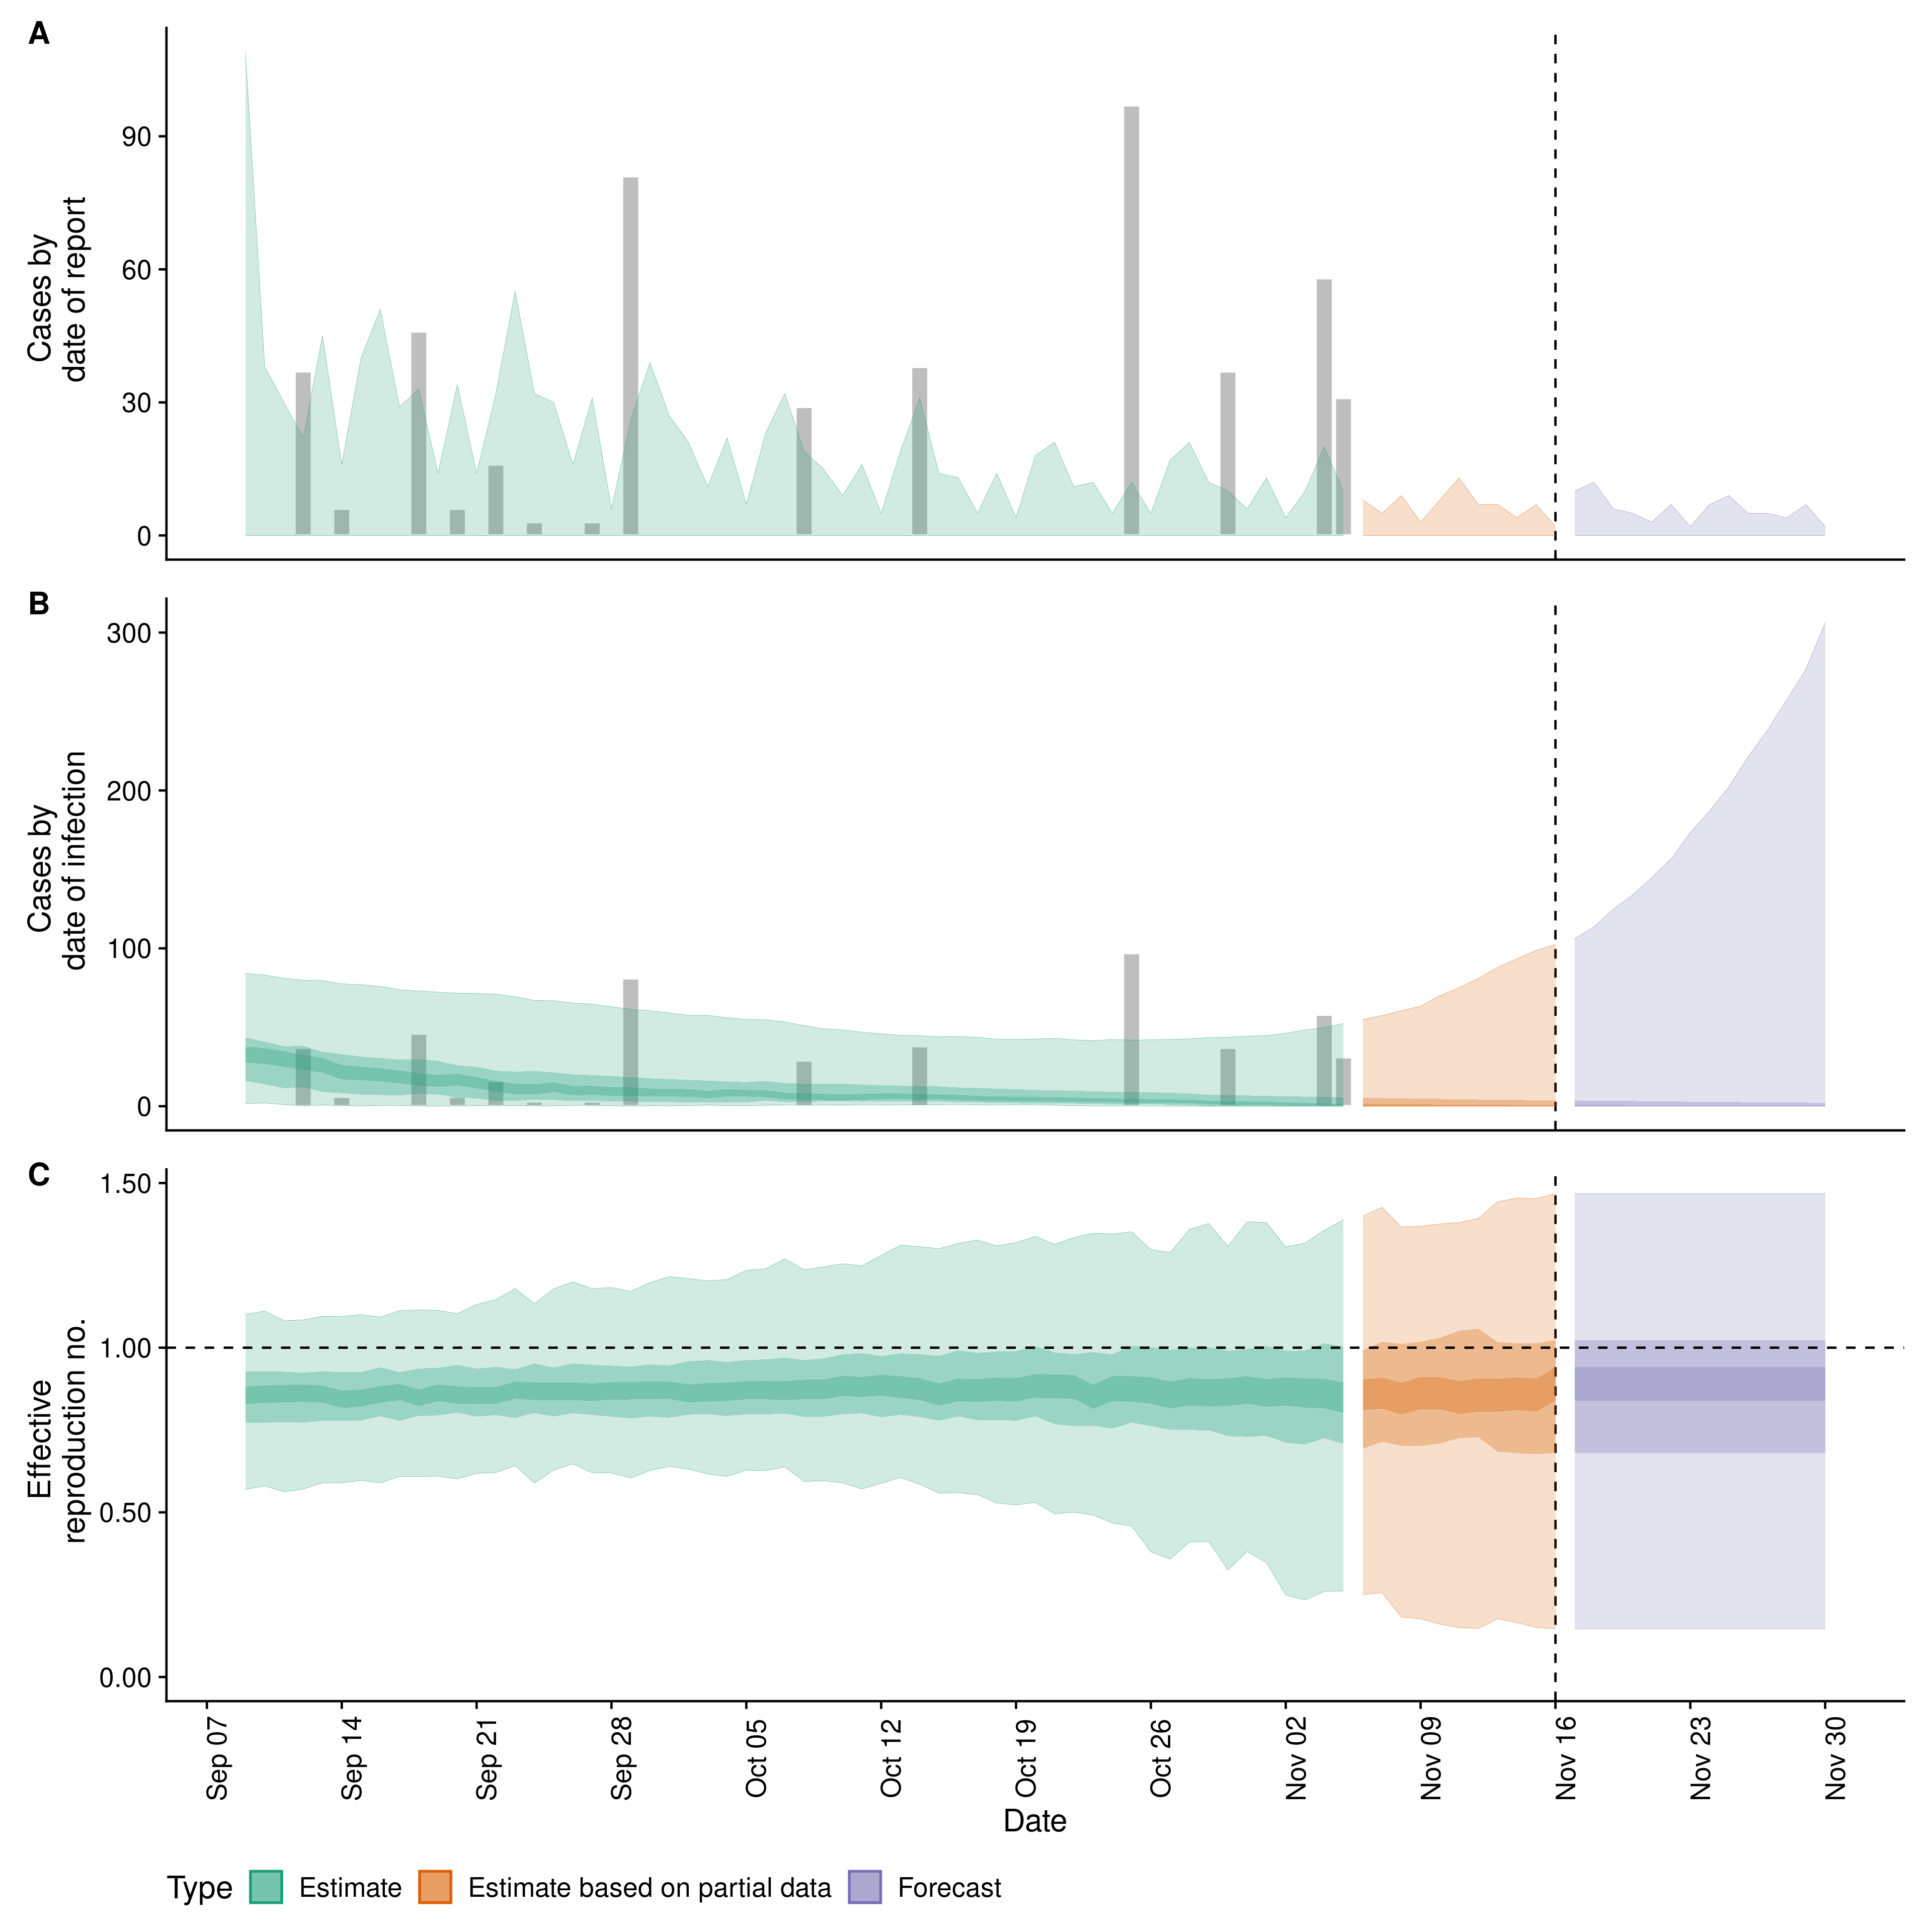 A
Cases by
date of report
90
60
30
0
B
Cases by
date of infection
300
200
100
0
C
Effective
reproduction no.
1.50
1.00
0.50
0.00
Sep 07
Sep 14
Sep 21
Sep 28
Oct 05
Oct 12
Oct 19
Oct 26
Nov 02
Nov 09
Nov 16
Nov 23
Nov 30
Date
Type
Estimate
Estimate based on partial data
Forecast